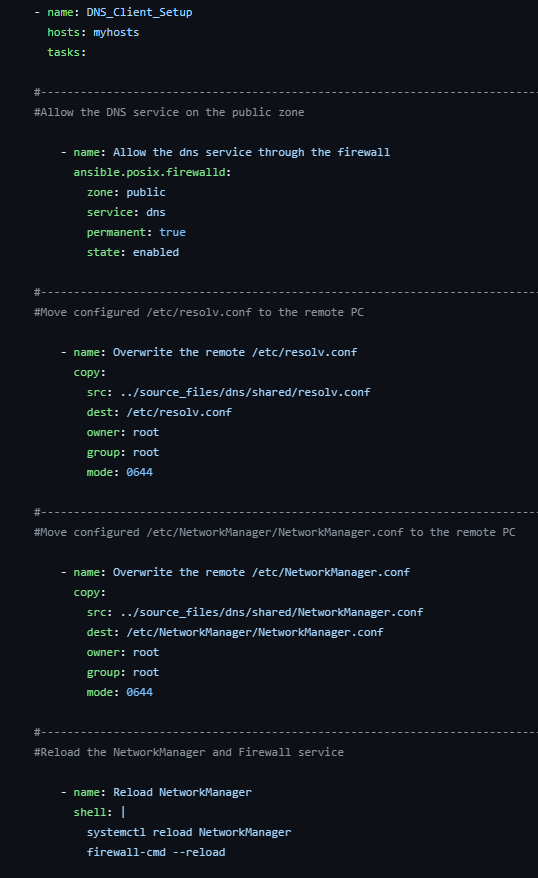 - name: DNS_Client_Setup
  hosts: myhosts
  tasks:

#---------------------------------------------------------------------------
#Allow the DNS service on the public zone

    - name: Allow the dns service through the firewall
      ansible.posix.firewalld:
        zone: public
        service: dns
        permanent: true
        state: enabled

#---------------------------------------------------------------------------
#Move configured /etc/resolv.conf to the remote PC

    - name: Overwrite the remote /etc/resolv.conf
      copy:
        src: ../source_files/dns/shared/resolv.conf
        dest: /etc/resolv.conf
        owner: root
        group: root
        mode: 0644

#---------------------------------------------------------------------------
#Move configured /etc/NetworkManager/NetworkManager.conf to the remote PC

    - name: Overwrite the remote /etc/NetworkManager.conf
      copy:
        src: ../source_files/dns/shared/NetworkManager.conf
        dest: /etc/NetworkManager/NetworkManager.conf
        owner: root
        group: root
        mode: 0644

#---------------------------------------------------------------------------
#Reload the NetworkManager and Firewall service

    - name: Reload NetworkManager
      shell: |
        systemctl reload NetworkManager
        firewall-cmd --reload